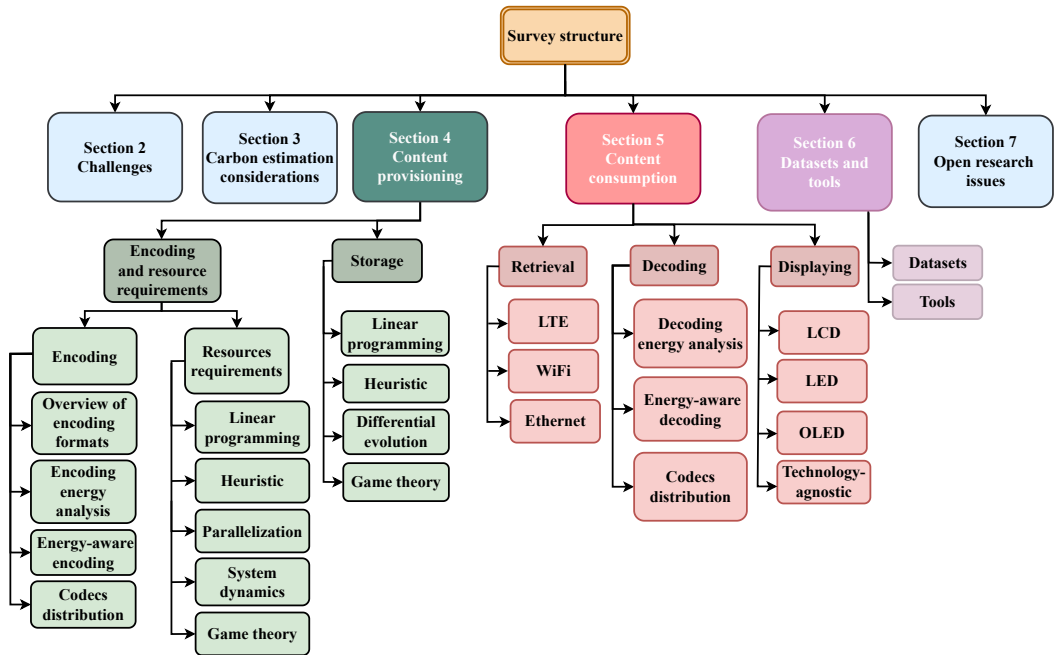 Survey structure
Section 2
Challenges
Section 3
Carbon estimation
considerations
Section 4
Content
provisioning
Section 5
Content
consumption
Section 6
Datasets and
tools
Section 7
Open research
issues
Encoding
and resource
requirements
Storage
Retrieval
Decoding
Displaying
Datasets
Tools
Encoding
Overview of
encoding
formats
Encoding
energy
analysis
Energy-aware
encoding
Codecs
distribution
Resources
requirements
Linear
programming
Heuristic
Parallelization
System
dynamics
Game theory
Linear
programming
Heuristic
Differential
evolution
Game theory
LTE
WiFi
Ethernet
Decoding
energy analysis
Energy-aware
decoding
Codecs
distribution
LCD
LED
OLED
Technology-
agnostic